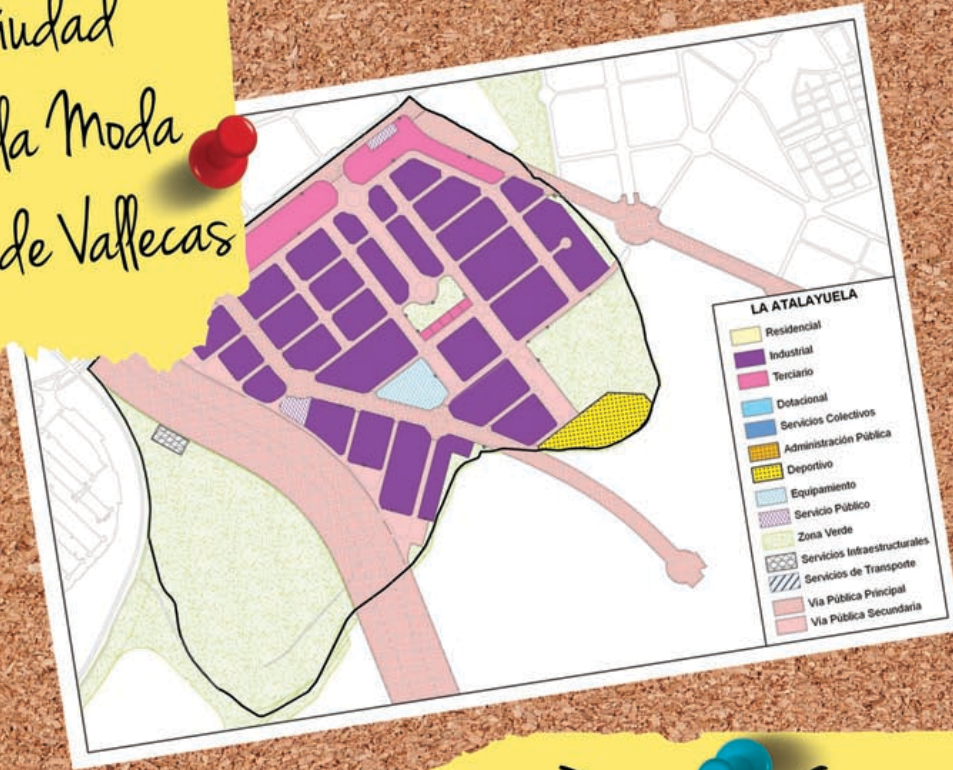 iudad
la Moda
de Vallecas
LA ATALAYUELA
Residencial
Industrial
Terciario
Dotacional
Servicios Colectivos
Administración Pública
Deportivo
Equipamiento
Servicio Público
Zona Verde
Servicios Infraestructurales
Servicios de Transporte
Vía Pública Principal
Vía Pública Secundaria